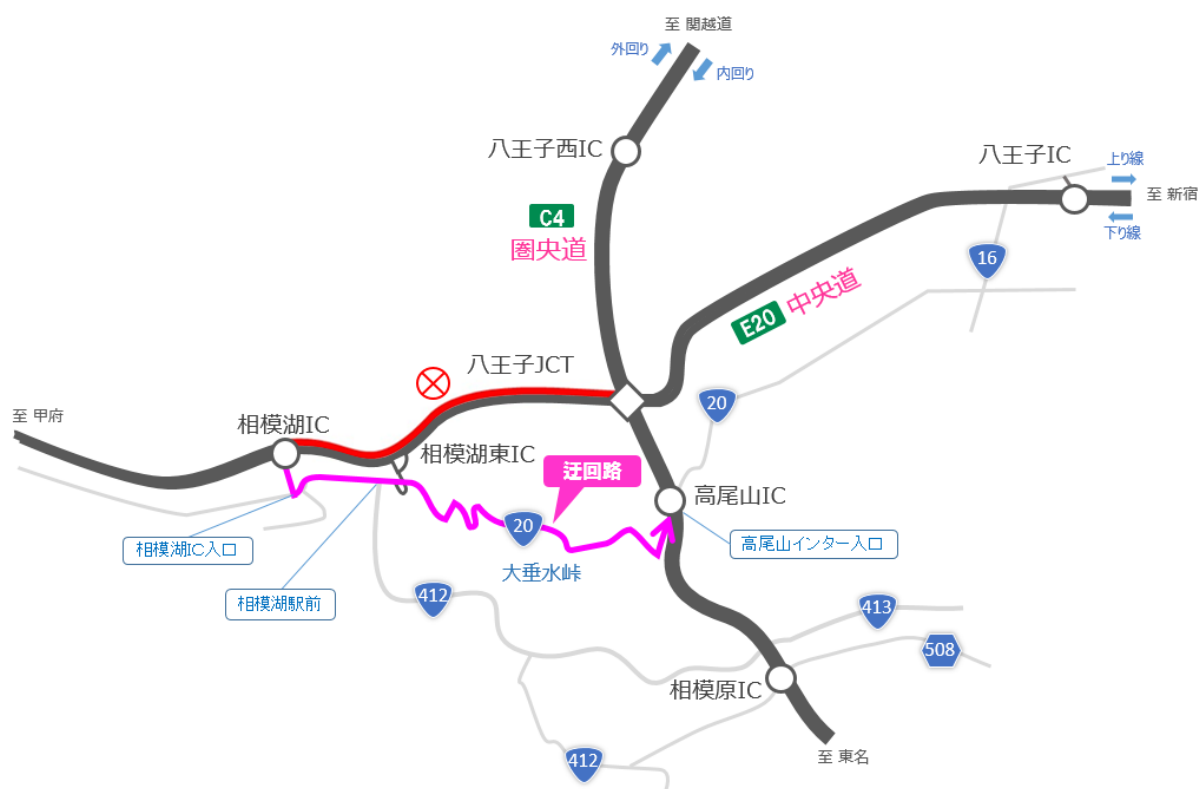 至 関越道
外回り
内回り
八王子西IC
八王子IC
上り線
至 新宿
下り線
C4
圏央道
16
E20 中央道
八王子JCT
20
至 甲府
相模湖IC
相模湖東IC
迂回路
高尾山IC
20
相模湖IC入口
高尾山インター入口
大垂水峠
相模湖駅前
412
413
508
相模原IC
至 東名
412